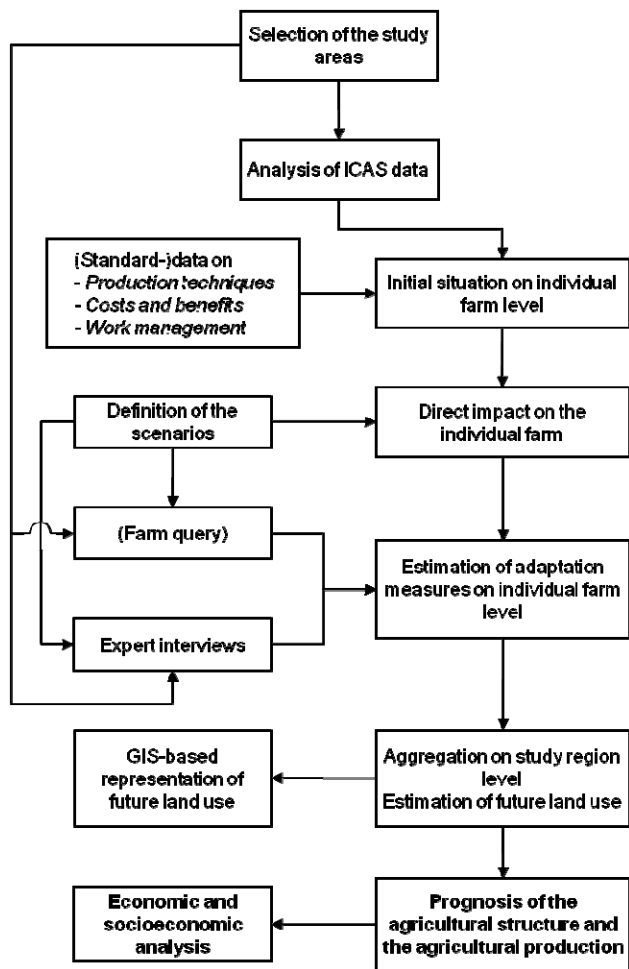 Selection of the study
areas
Analysis of ICAS data
(Standard-)data on
- Production techniques
- Costs and benefits
- Work management
Initial situation on individual
farm level
Definition of the
scenarios
Direct impact on the
individual farm
(Farm query)
Estimation of adaptation
measures on individual farm
level
Expert interviews
GIS-based
representation of
future land use
Aggregation on study region
level
Estimation of future land use
Economic and
socioeconomic
analysis
Prognosis of the
agricultural structure and
the agricultural production